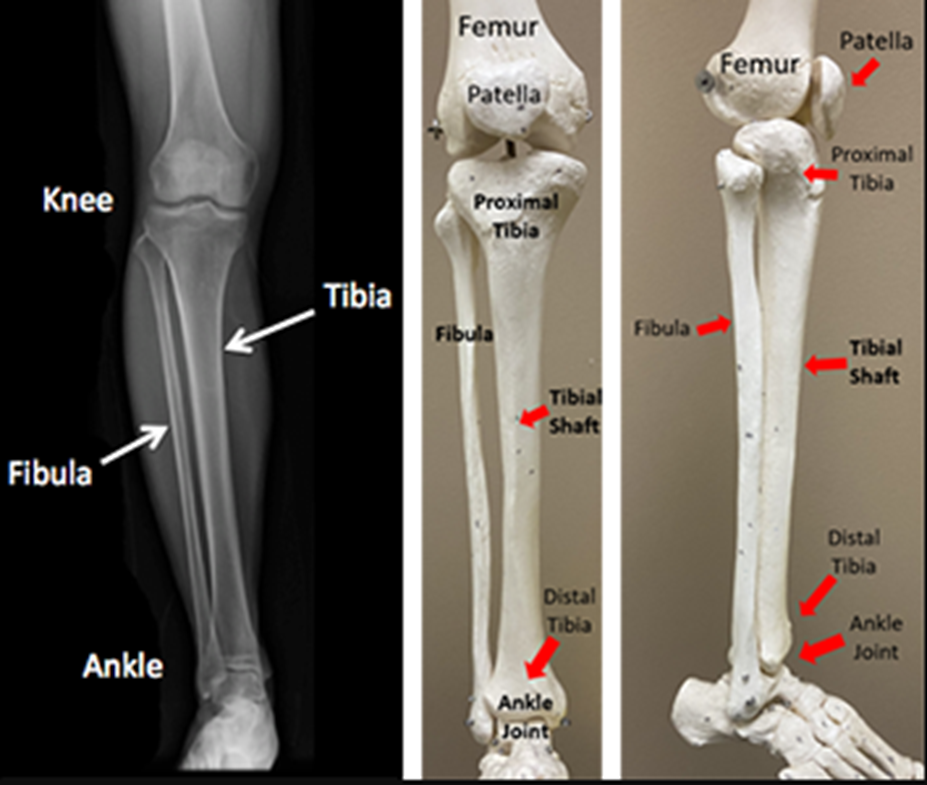 Knee
Tibia
Fibula
Ankle
Femur
Patella
Proximal
Tibia
Fibula
Tibial
Shaft
Distal
Tibia
Ankle
Joint
Femur
Patella
Proximal
Tibia
Fibula
Tibial
Shaft
Distal
Tibia
Ankle
Joint